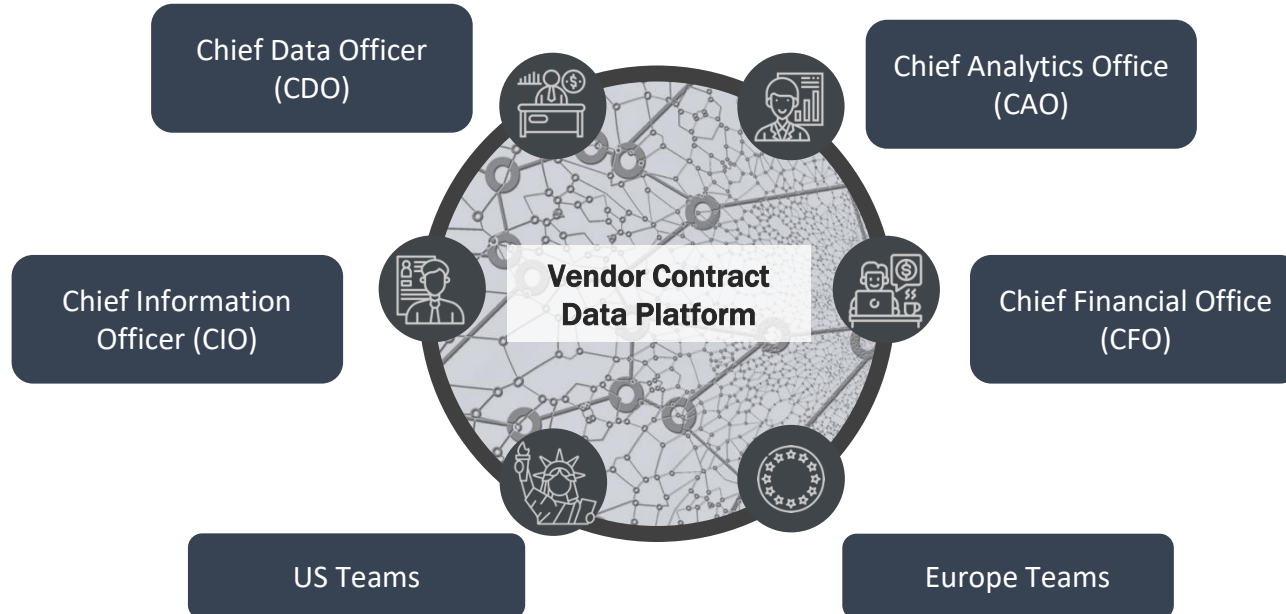 Chief Data Officer
(CDO)
Chief Analytics Office
(CAO)
Vendor Contract
Data Platform
Chief Information
Officer (CIO)
Chief Financial Office
(CFO)
US Teams
Europe Teams